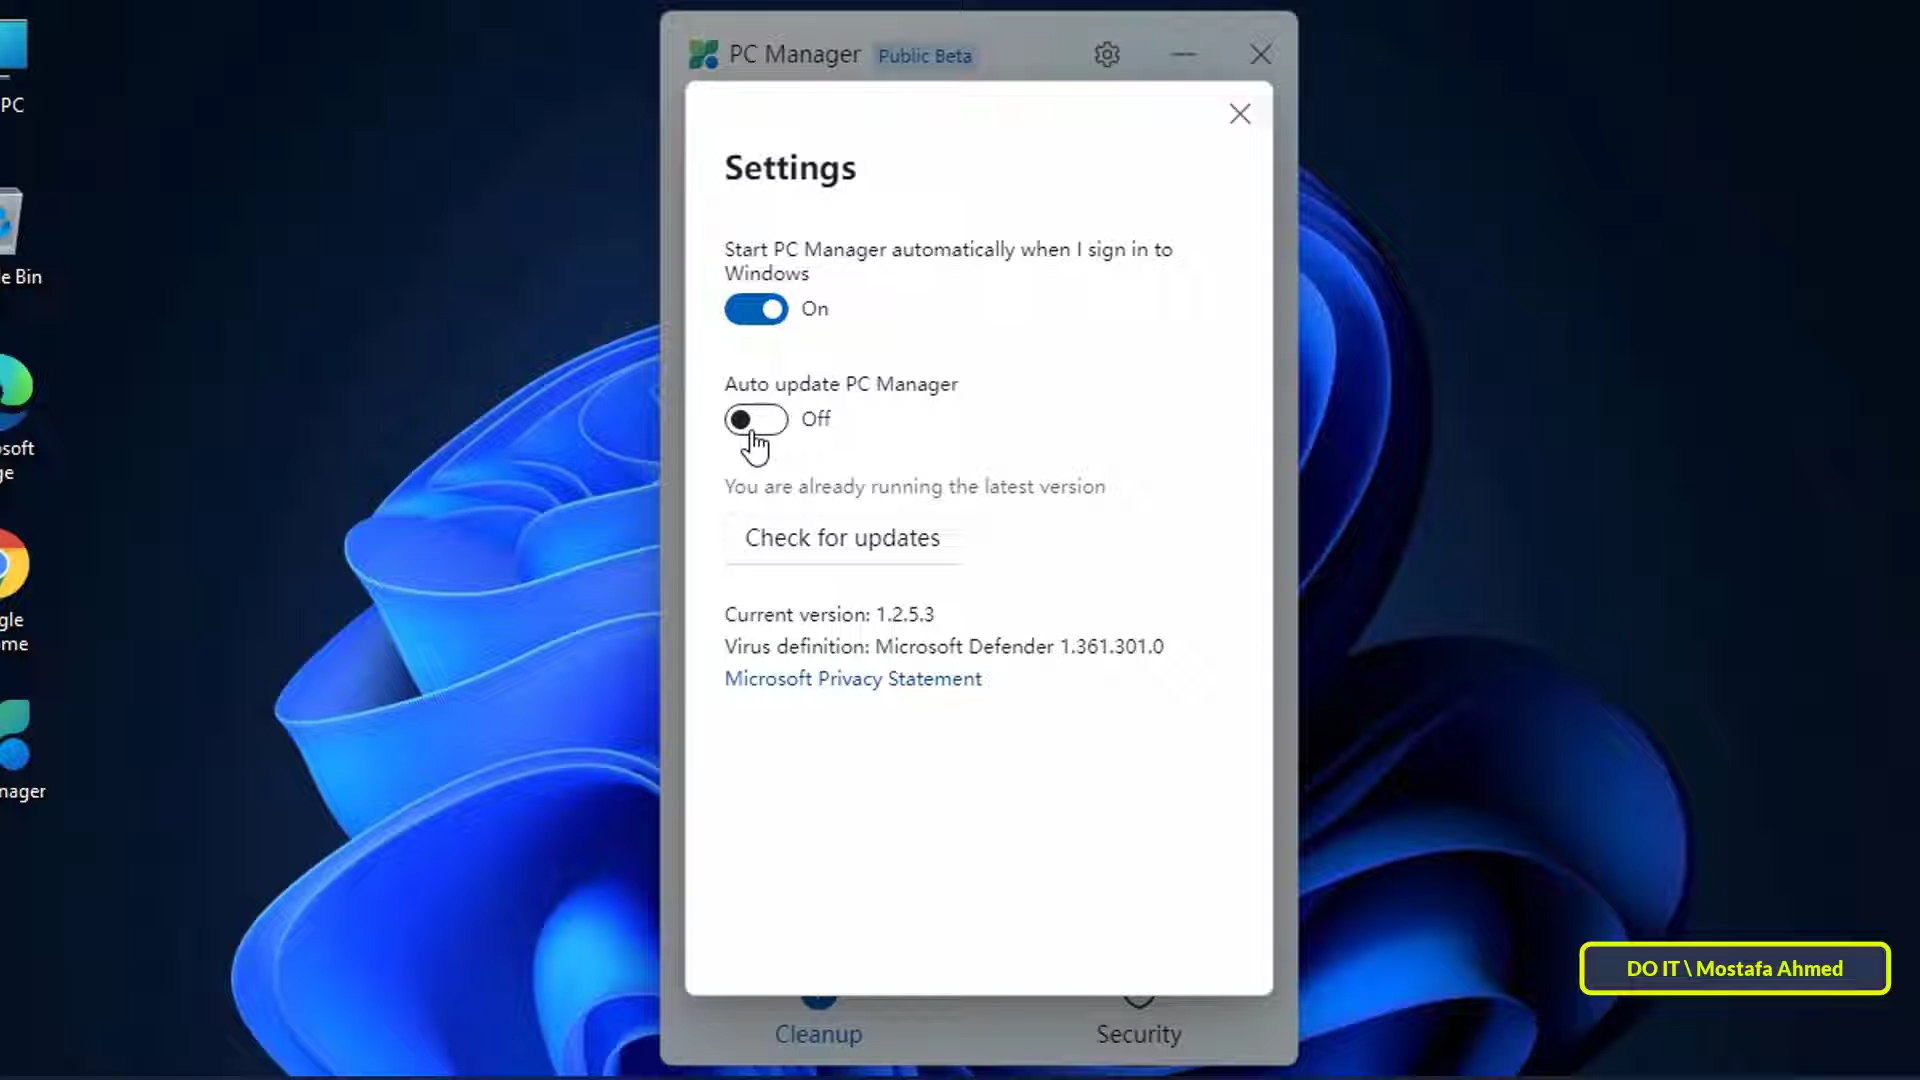 PC Manager Public Beta
PC
Settings
Start PC Manager automatically when I sign in to
Windows
On
e Bin
Auto update PC Manager
Off
soft
ge
You are already running the latest version
Check for updates
gle
me
Current version: 1.2.5.3
Virus definition: Microsoft Defender 1.361.301.0
Microsoft Privacy Statement
nager
DO IT \ Mostafa Ahmed
Cleanup
Security